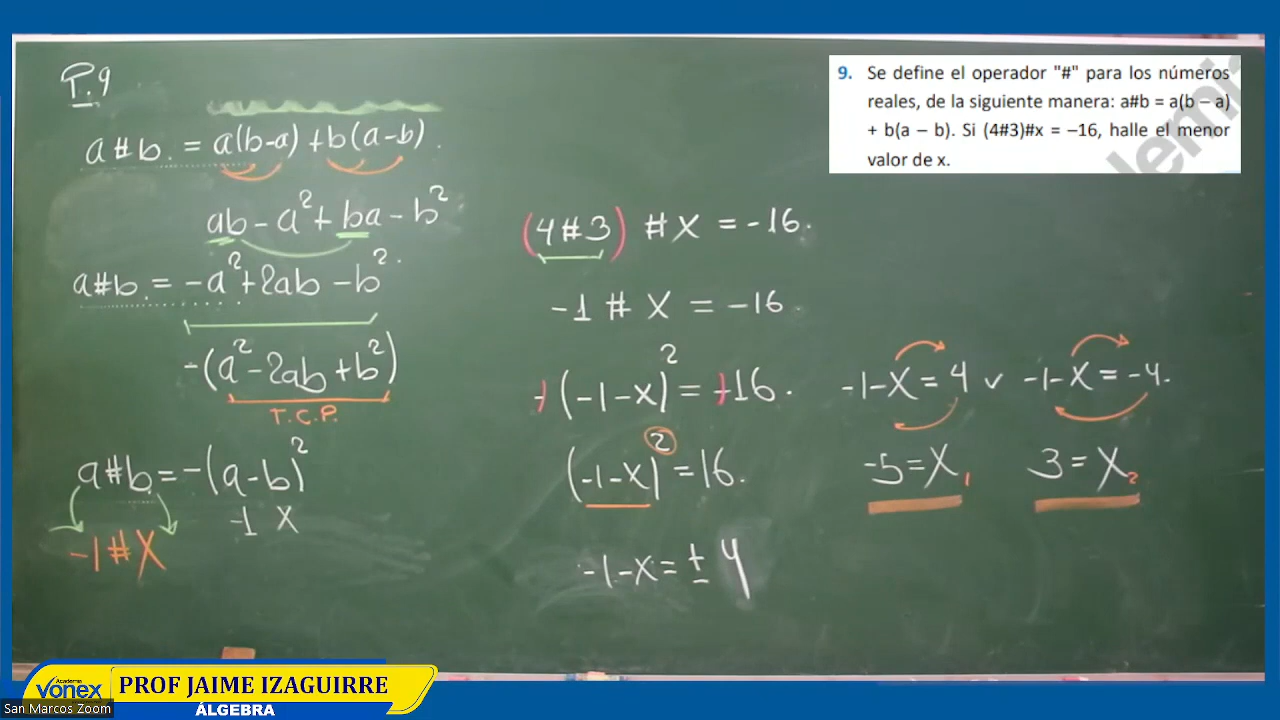 P.9
a#b = a(b-a)+b(a-b).
ab-a²+ba-b²
a#b = -a²+2ab-b².
-(a²-2ab+b²)
T.C.P.
a#b = -(a-b)²
-1 X
-1#X
(4#3) #X = -16.
-1 # X = -16.
-(-1-X)² = -16.
(-1-X)² = 16.
-1-X = ± 4
-1-X = 4 v -1-X = -4.
-5 = X₁ 3 = X₂
9. Se define el operador "#" para los números
reales, de la siguiente manera: a#b = a(b – a)
+ b(a – b). Si (4#3)#x = –16, halle el menor
valor de x.
Academia
Vonex
PROF JAIME IZAGUIRRE
ÁLGEBRA
San Marcos Zoom